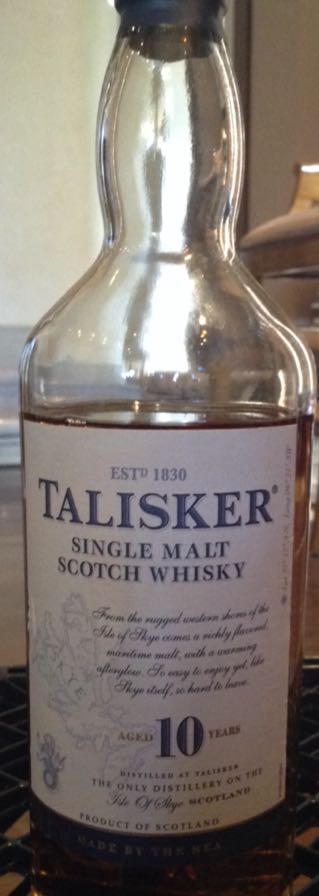 ESTD 1830
TALISKER®
SINGLE MALT
SCOTCH WHISKY
From the rugged western shores of the
Isle of Skye comes a richly flavored,
maritime malt, with a warming
afterglow. So easy to enjoy yet, like
Skye itself, so hard to leave.
AGED 10 YEARS
DISTILLED AT TALISKER
THE ONLY DISTILLERY ON THE
Isle Of Skye SCOTLAND
PRODUCT OF SCOTLAND
MADE BY THE SEA